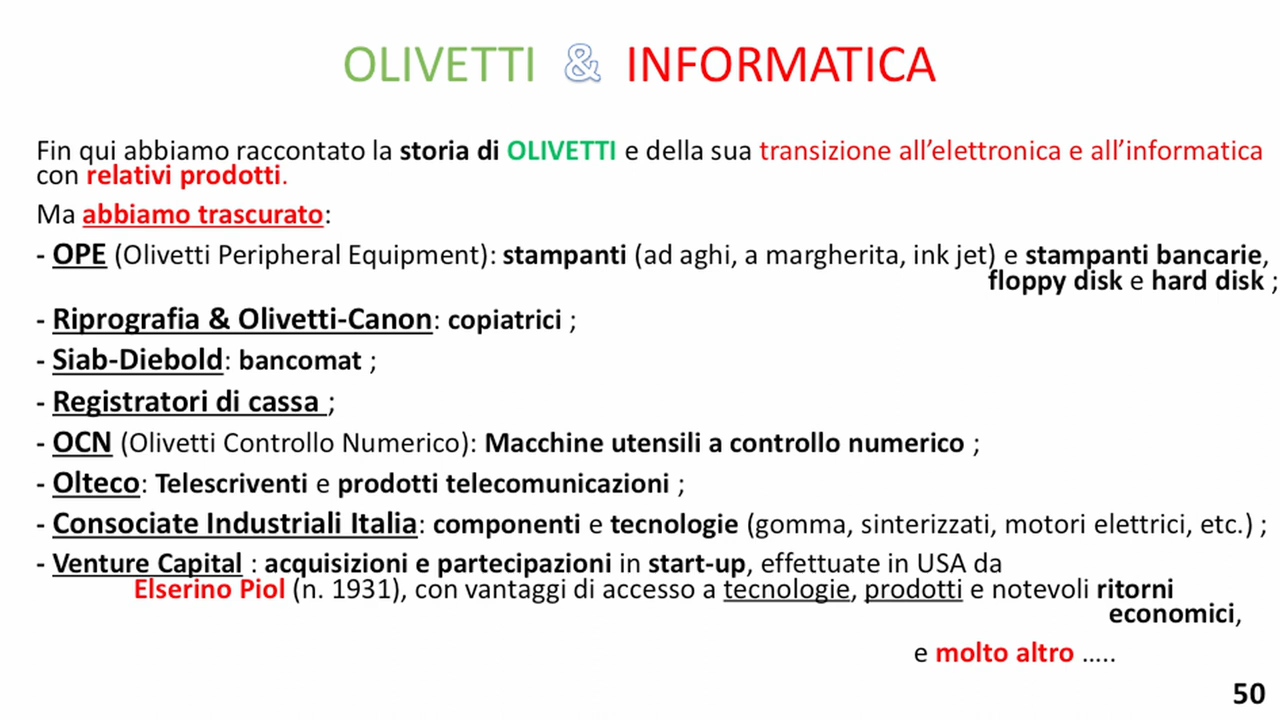 OLIVETTI & INFORMATICA
Fin qui abbiamo raccontato la storia di OLIVETTI e della sua transizione all’elettronica e all’informatica
con relativi prodotti.
Ma abbiamo trascurato:
- OPE (Olivetti Peripheral Equipment): stampanti (ad aghi, a margherita, ink jet) e stampanti bancarie,
floppy disk e hard disk ;
- Riprografia & Olivetti-Canon: copiatrici ;
- Siab-Diebold: bancomat ;
- Registratori di cassa ;
- OCN (Olivetti Controllo Numerico): Macchine utensili a controllo numerico ;
- Olteco: Telescriventi e prodotti telecomunicazioni ;
- Consociate Industriali Italia: componenti e tecnologie (gomma, sinterizzati, motori elettrici, etc.) ;
- Venture Capital : acquisizioni e partecipazioni in start-up, effettuate in USA da
Elserino Piol (n. 1931), con vantaggi di accesso a tecnologie, prodotti e notevoli ritorni
economici,
e molto altro .....
50